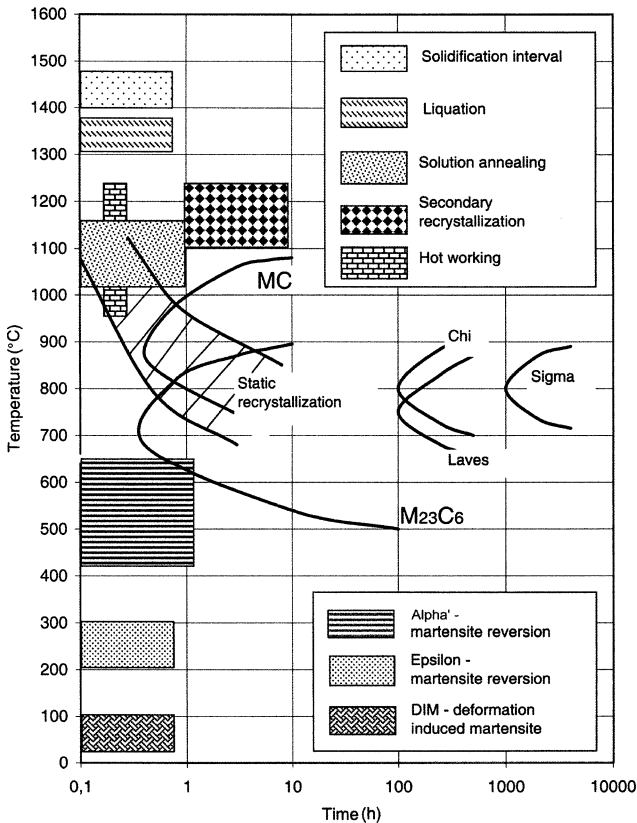 1600
1500
1400
1300
1200
1100
1000
900
800
700
600
500
400
300
200
100
0
Temperature (°C)
Solidification interval
Liquation
Solution annealing
Secondary
recrystallization
Hot working
MC
Static
recrystallization
Chi
Sigma
Laves
M23C6
Alpha' -
martensite reversion
Epsilon -
martensite reversion
DIM - deformation
induced martensite
0,1
1
10
100
1000
10000
Time (h)